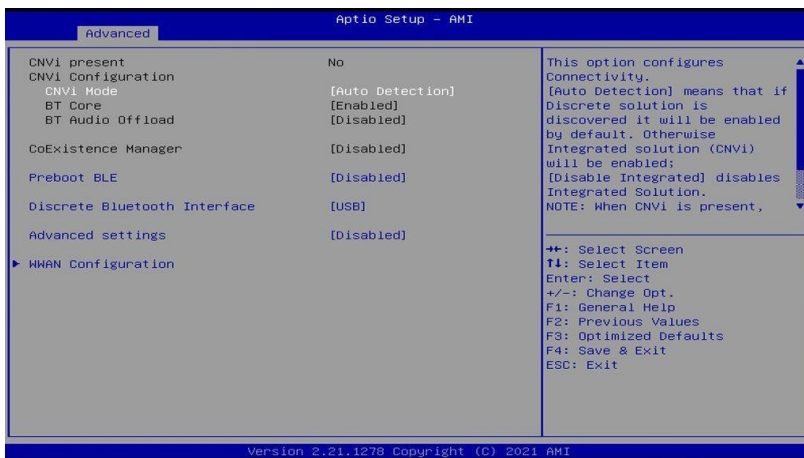 Aptio Setup – AMI
Advanced
CNVi present No
CNVi Configuration
CNVi Mode [Auto Detection]
BT Core [Enabled]
BT Audio Offload [Disabled]
CoExistence Manager [Disabled]
Preboot BLE [Disabled]
Discrete Bluetooth Interface [USB]
Advanced settings [Disabled]
WWAN Configuration
This option configures
Connectivity.
[Auto Detection] means that if
Discrete solution is
discovered it will be enabled
by default. Otherwise
Integrated solution (CNVi)
will be enabled;
[Disable Integrated] disables
Integrated Solution.
NOTE: When CNVi is present,
→←: Select Screen
↑↓: Select Item
Enter: Select
+/-: Change Opt.
F1: General Help
F2: Previous Values
F3: Optimized Defaults
F4: Save & Exit
ESC: Exit
Version 2.21.1278 Copyright (C) 2021 AMI